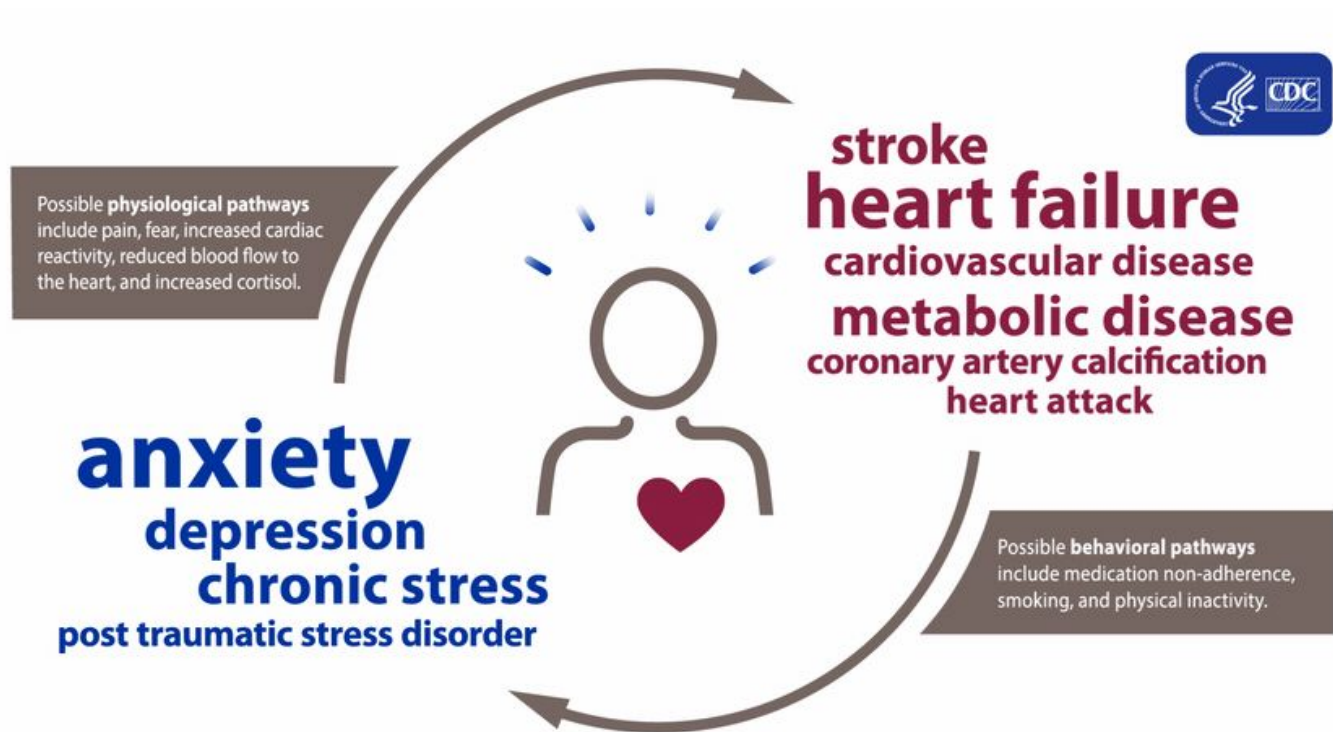 CDC
Possible physiological pathways
include pain, fear, increased cardiac
reactivity, reduced blood flow to
the heart, and increased cortisol.
stroke
heart failure
cardiovascular disease
metabolic disease
coronary artery calcification
heart attack
anxiety
depression
chronic stress
post traumatic stress disorder
Possible behavioral pathways
include medication non-adherence,
smoking, and physical inactivity.